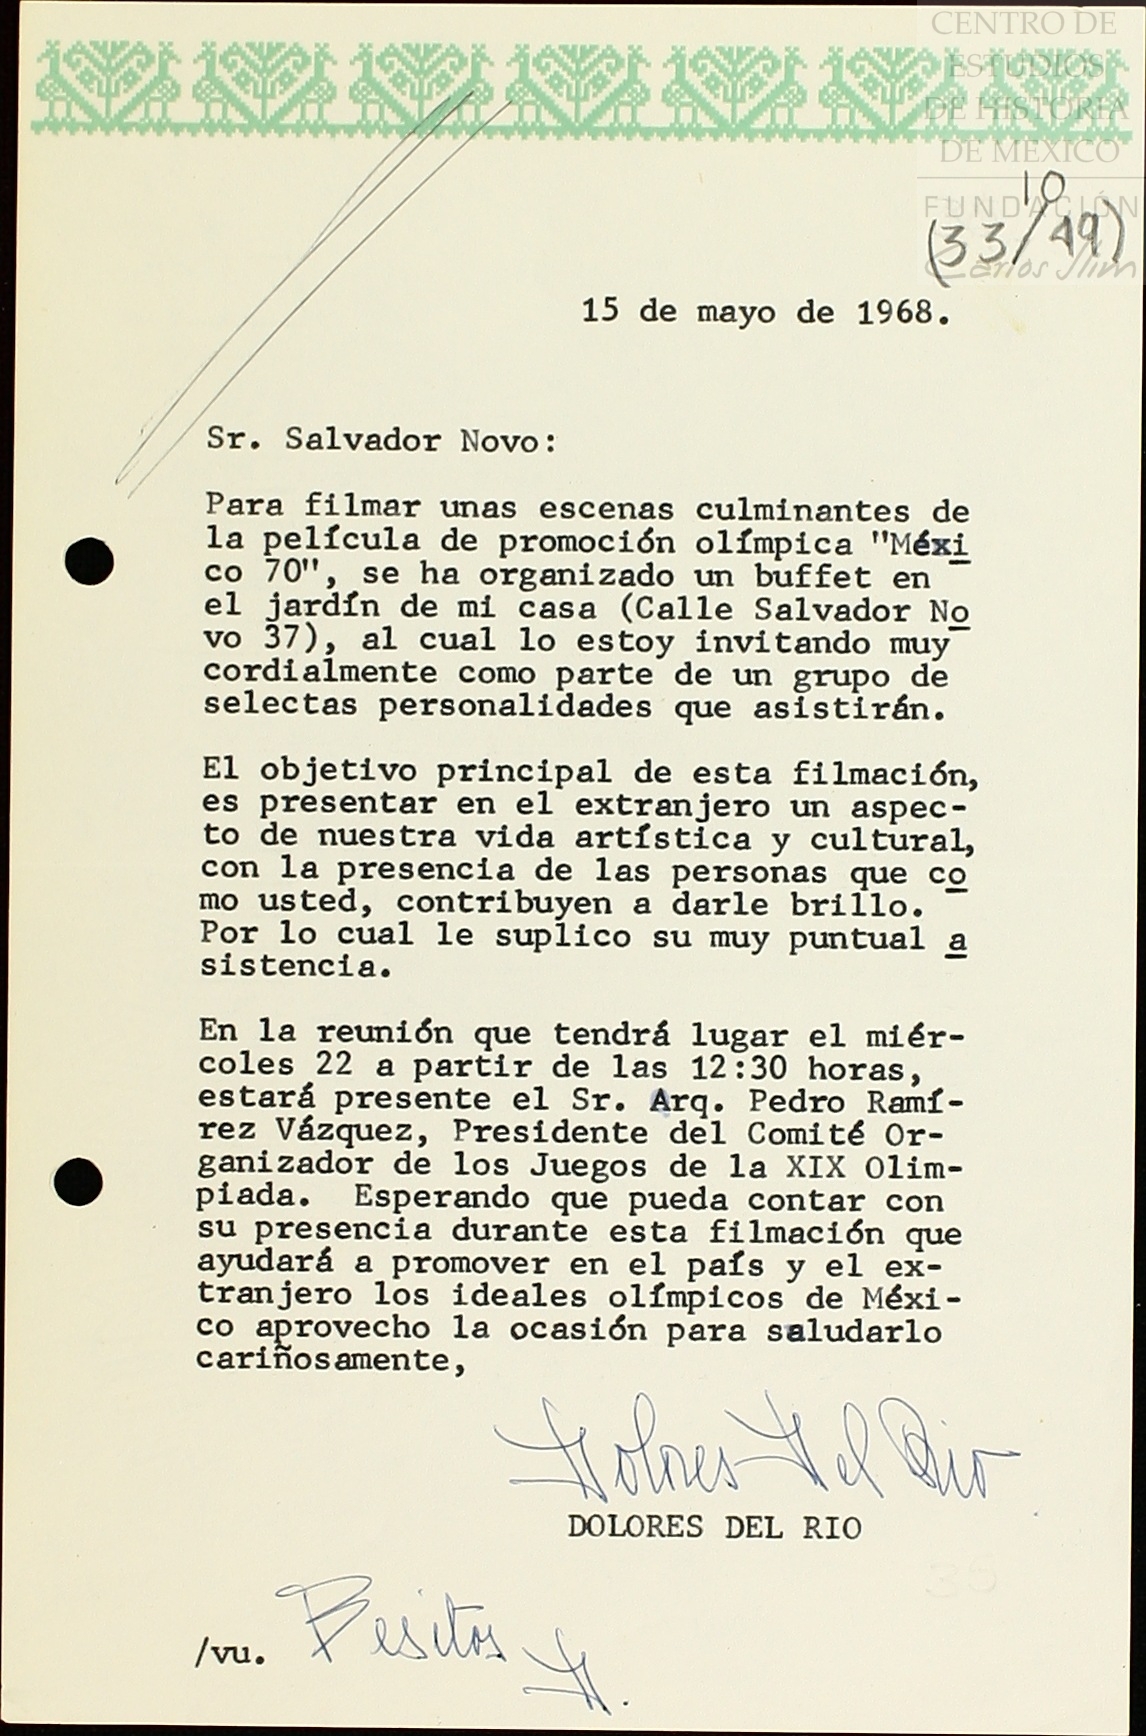 CENTRO DE
ESTUDIOS
DE HISTORIA
DE MEXICO
FUNDACIÓN
Carlos Slim
10
(33/49)
15 de mayo de 1968.
Sr. Salvador Novo:
Para filmar unas escenas culminantes de
la película de promoción olímpica "Méxi
co 70", se ha organizado un buffet en
el jardín de mi casa (Calle Salvador No
vo 37), al cual lo estoy invitando muy
cordialmente como parte de un grupo de
selectas personalidades que asistirán.
El objetivo principal de esta filmación,
es presentar en el extranjero un aspec-
to de nuestra vida artística y cultural,
con la presencia de las personas que co
mo usted, contribuyen a darle brillo.
Por lo cual le suplico su muy puntual a
sistencia.
En la reunión que tendrá lugar el miér-
coles 22 a partir de las 12:30 horas,
estará presente el Sr. Arq. Pedro Ramí-
rez Vázquez, Presidente del Comité Or-
ganizador de los Juegos de la XIX Olim-
piada. Esperando que pueda contar con
su presencia durante esta filmación que
ayudará a promover en el país y el ex-
tranjero los ideales olímpicos de Méxi-
co aprovecho la ocasión para saludarlo
cariñosamente,
Dolores Del Rio
DOLORES DEL RIO
35
/vu. Besitos
D.